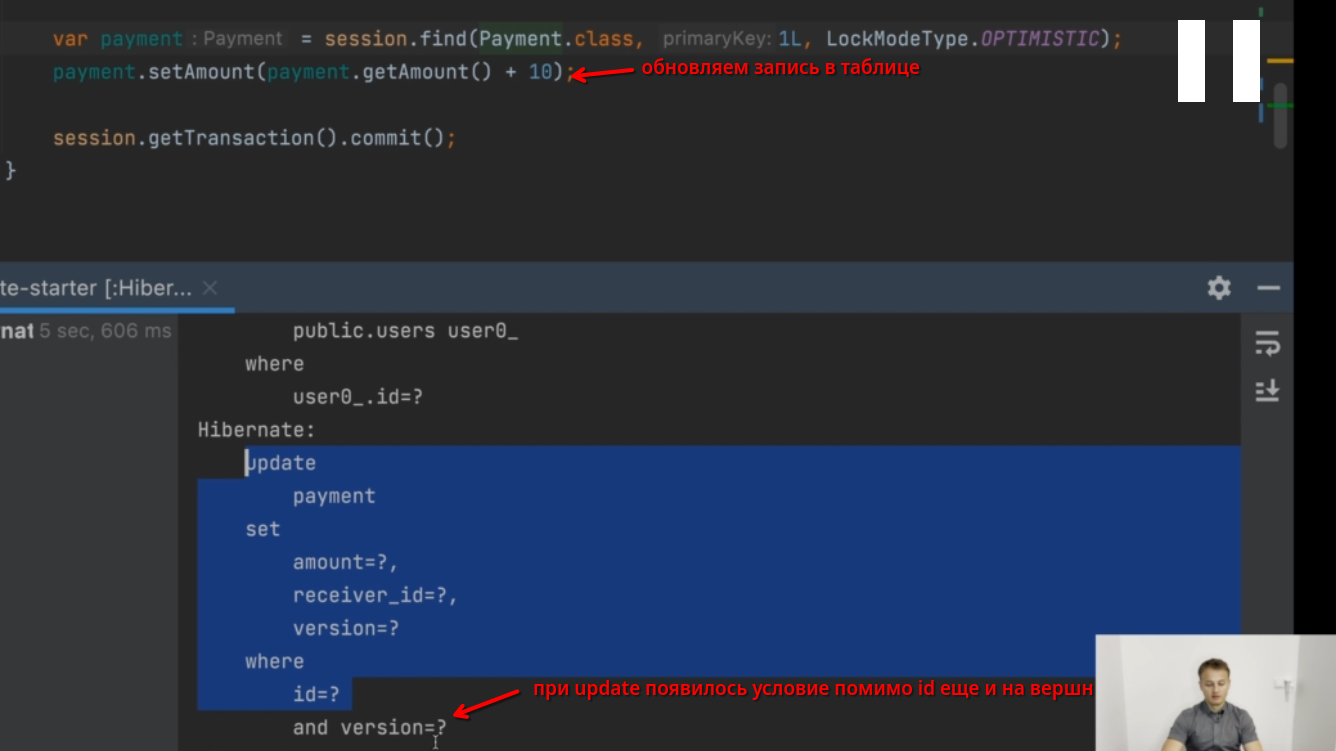 var payment : Payment = session.find(Payment.class, primaryKey: 1L, LockModeType.OPTIMISTIC);
payment.setAmount(payment.getAmount() + 10); обновляем запись в таблице
session.getTransaction().commit();
}
te-starter [:Hiber...
nat 5 sec, 606 ms
public.users user0_
where
user0_.id=?
Hibernate:
update
payment
set
amount=?,
receiver_id=?,
version=?
where
id=? при update появилось условие помимо id еще и на вершн
and version=?